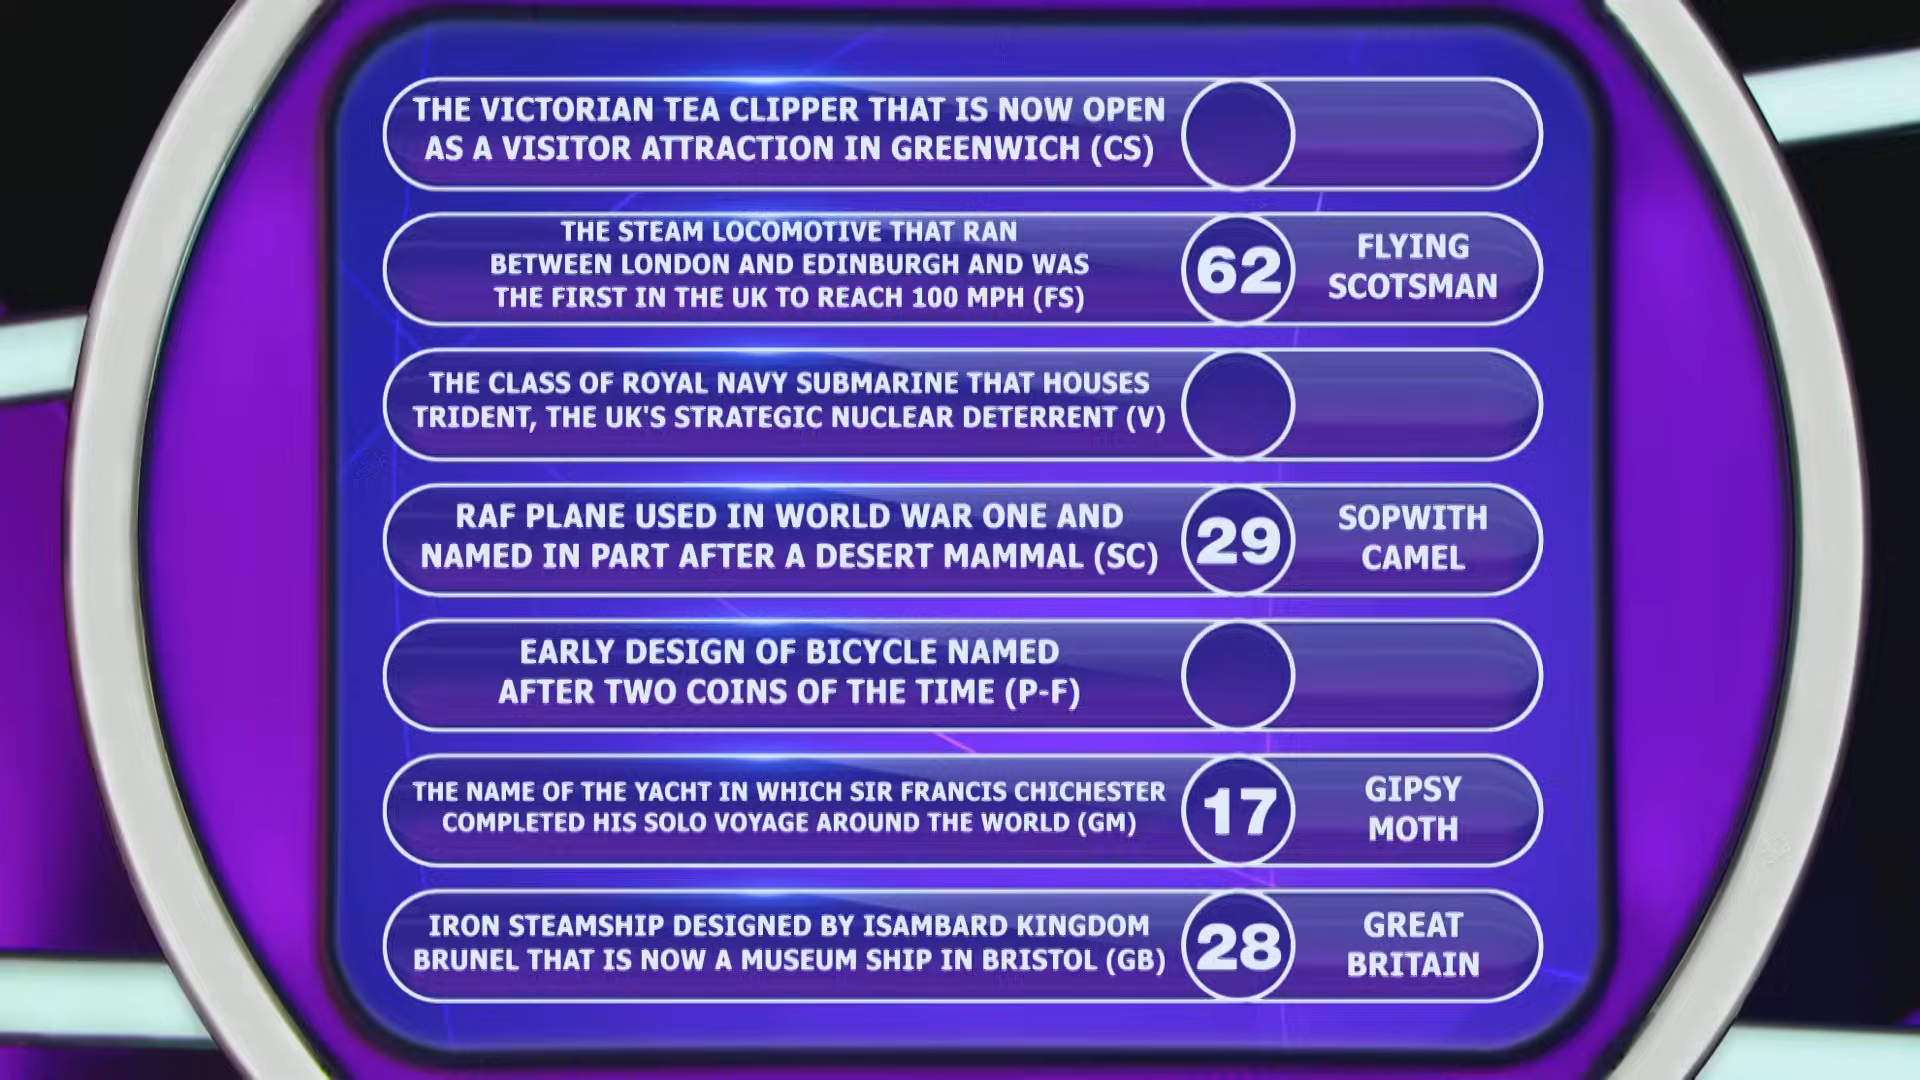 THE VICTORIAN TEA CLIPPER THAT IS NOW OPEN
AS A VISITOR ATTRACTION IN GREENWICH (CS)
THE STEAM LOCOMOTIVE THAT RAN
BETWEEN LONDON AND EDINBURGH AND WAS
THE FIRST IN THE UK TO REACH 100 MPH (FS)
62
FLYING
SCOTSMAN
THE CLASS OF ROYAL NAVY SUBMARINE THAT HOUSES
TRIDENT, THE UK'S STRATEGIC NUCLEAR DETERRENT (V)
RAF PLANE USED IN WORLD WAR ONE AND
NAMED IN PART AFTER A DESERT MAMMAL (SC)
29
SOPWITH
CAMEL
EARLY DESIGN OF BICYCLE NAMED
AFTER TWO COINS OF THE TIME (P-F)
THE NAME OF THE YACHT IN WHICH SIR FRANCIS CHICHESTER
COMPLETED HIS SOLO VOYAGE AROUND THE WORLD (GM)
17
GIPSY
MOTH
IRON STEAMSHIP DESIGNED BY ISAMBARD KINGDOM
BRUNEL THAT IS NOW A MUSEUM SHIP IN BRISTOL (GB)
28
GREAT
BRITAIN